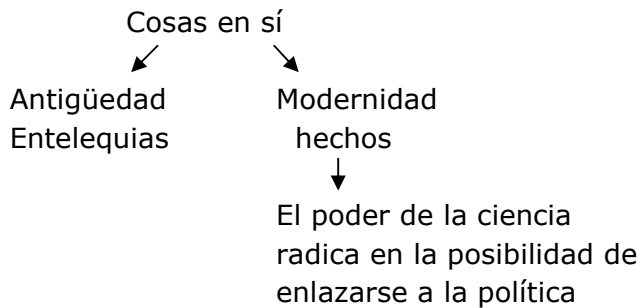 Cosas en sí
Antigüedad
Entelequias
Modernidad
hechos
El poder de la ciencia
radica en la posibilidad de
enlazarse a la política